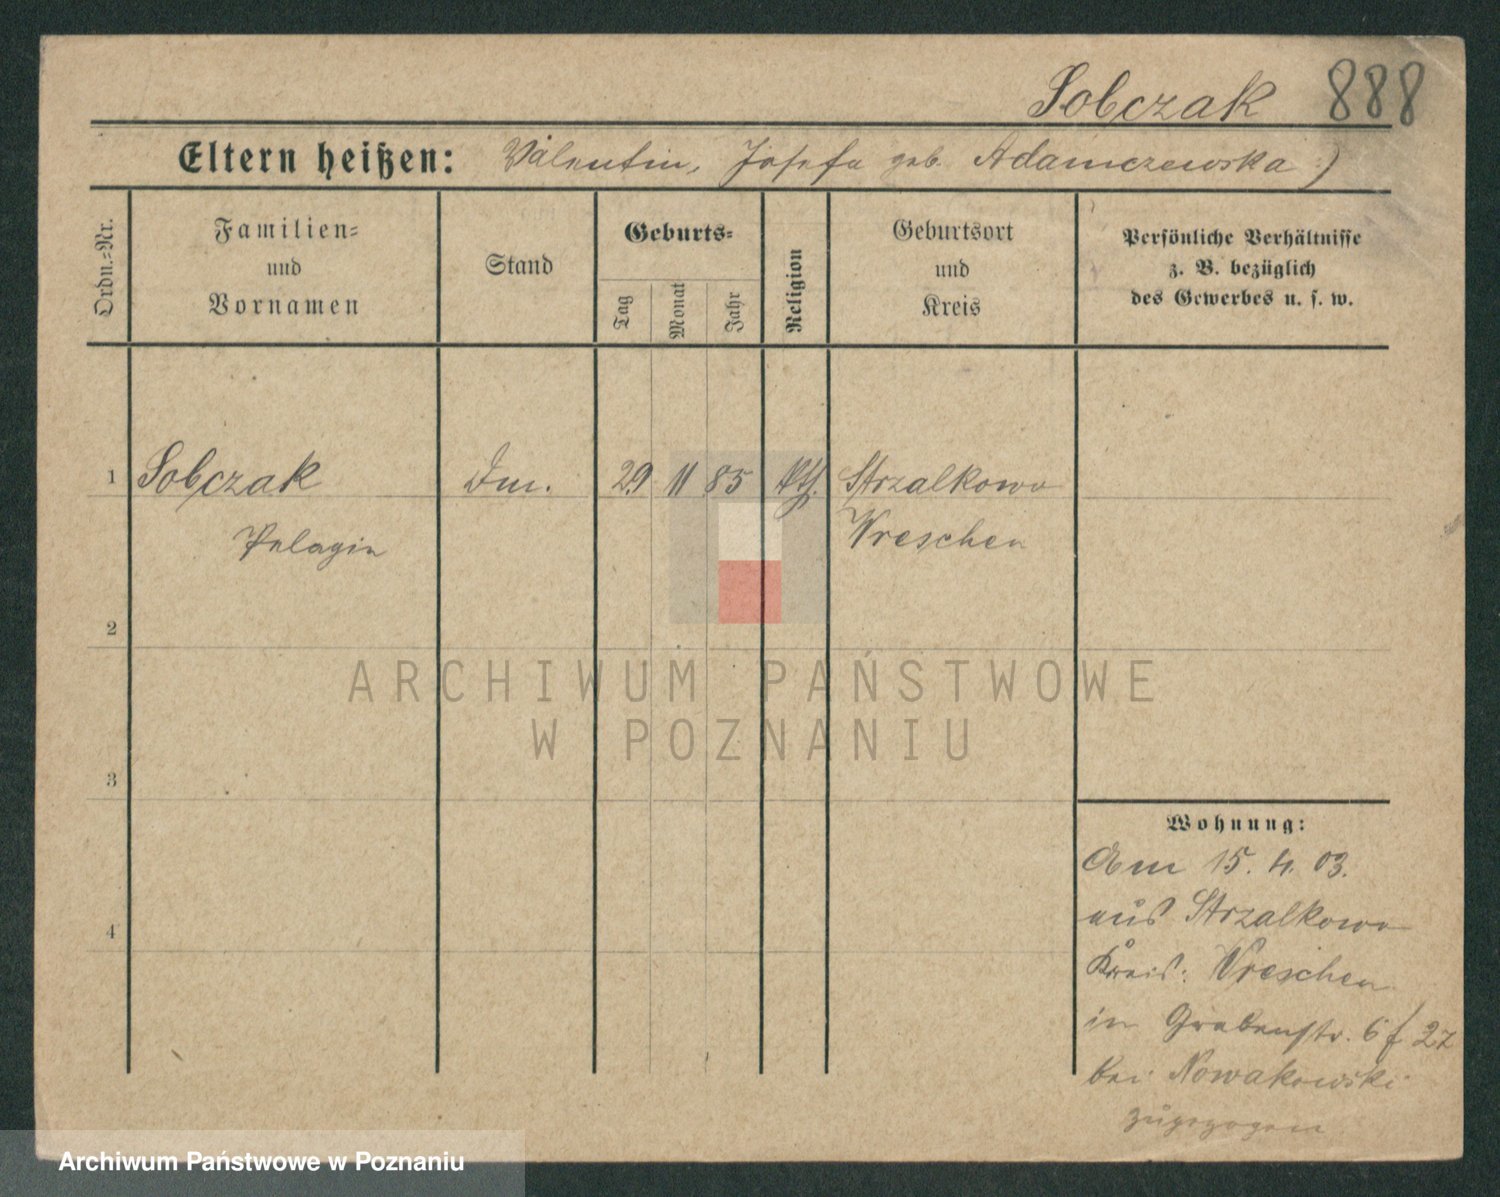 Sobczak 888
Eltern heißen: Valentin, Josefa geb. Adamczewska)
Ordn.=Nr.
Familien=
und
Vornamen
Stand
Geburts=
Tag
Monat
Jahr
Religion
Geburtsort
und
Kreis
Persönliche Verhältnisse
z. B. bezüglich
des Gewerbes u. s. w.
1 Sobczak 29 11 85 kth. Strzalkowo
Pelagia Wreschen
2
3
4
ARCHIWUM PAŃSTWOWE
W POZNANIU
Wohnung:
Am 15. 4. 03.
aus Strzalkowo
Kreis: Wreschen
in Grabenstr. 6
bei Nowakowski
zugezogen
Archiwum Państwowe w Poznaniu